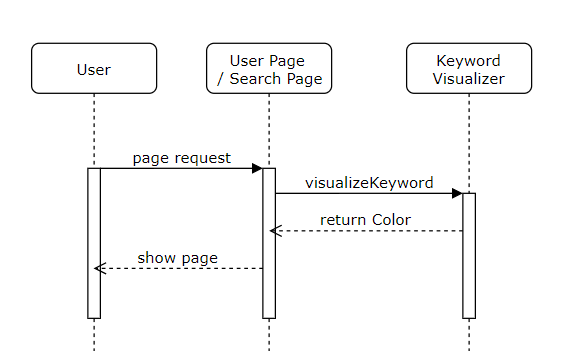 User
User Page
/ Search Page
Keyword
Visualizer
page request
visualizeKeyword
return Color
show page